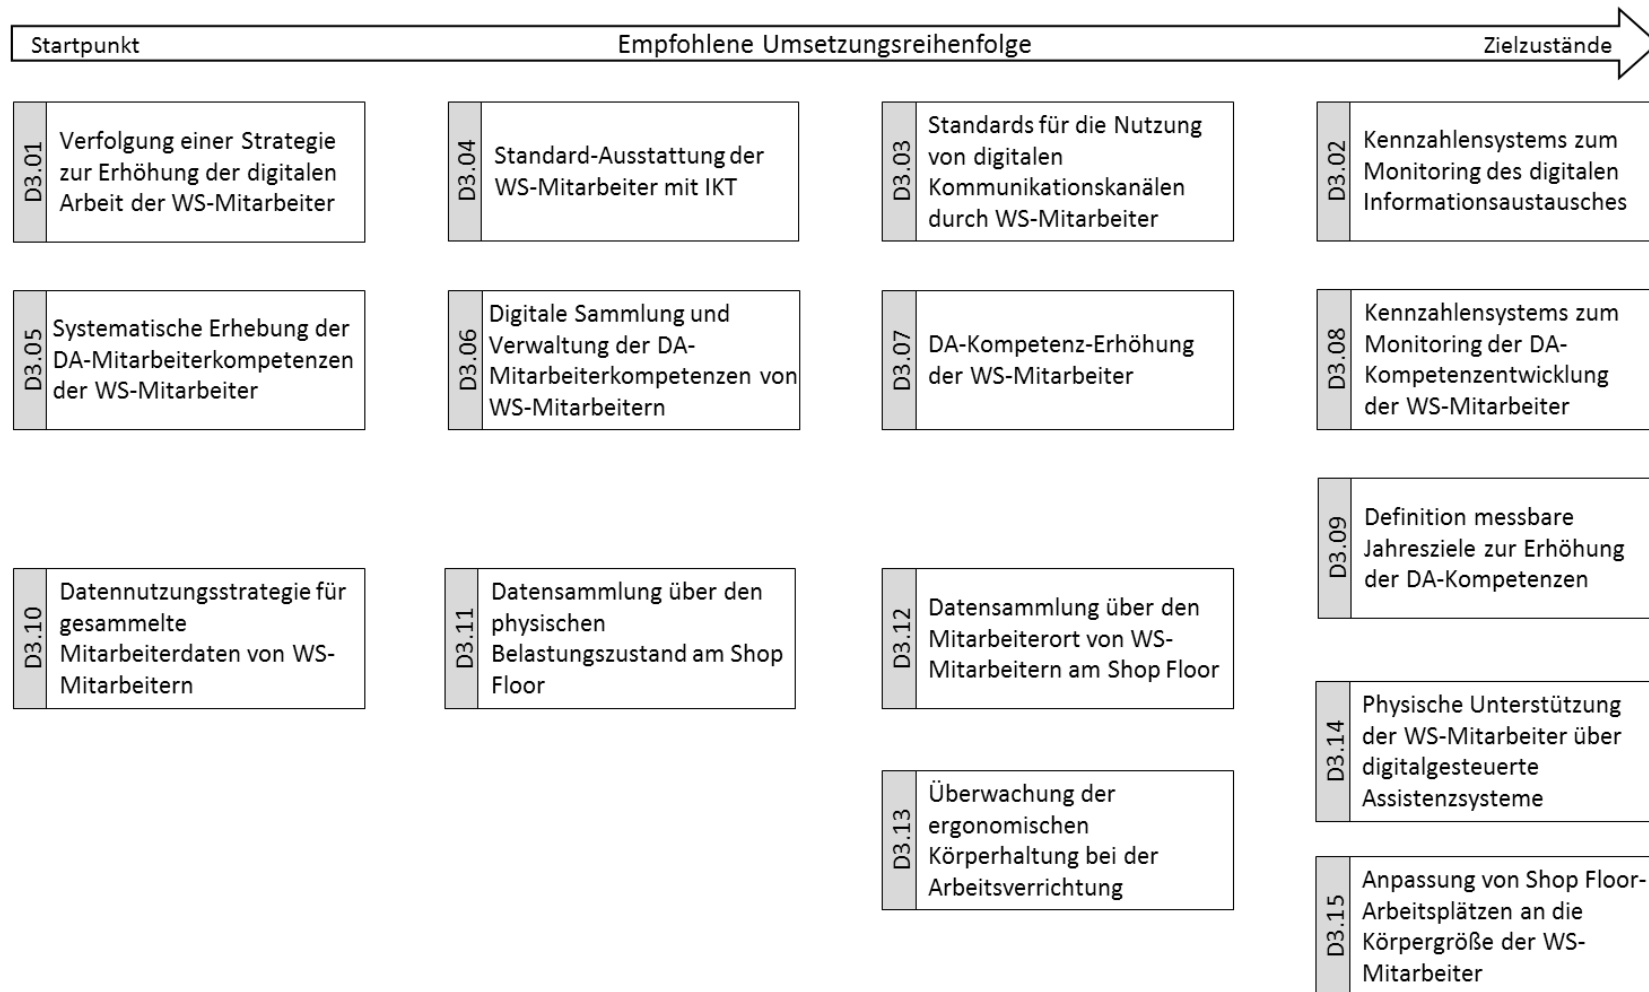 Startpunkt
Empfohlene Umsetzungsreihenfolge
Zielzustände
D3.01
Verfolgung einer Strategie
zur Erhöhung der digitalen
Arbeit der WS-Mitarbeiter
D3.04
Standard-Ausstattung der
WS-Mitarbeiter mit IKT
D3.03
Standards für die Nutzung
von digitalen
Kommunikationskanälen
durch WS-Mitarbeiter
D3.02
Kennzahlensystems zum
Monitoring des digitalen
Informationsaustausches
D3.05
Systematische Erhebung der
DA-Mitarbeiterkompetenzen
der WS-Mitarbeiter
D3.06
Digitale Sammlung und
Verwaltung der DA-
Mitarbeiterkompetenzen von
WS-Mitarbeitern
D3.07
DA-Kompetenz-Erhöhung
der WS-Mitarbeiter
D3.08
Kennzahlensystems zum
Monitoring der DA-
Kompetenzentwicklung
der WS-Mitarbeiter
D3.09
Definition messbare
Jahresziele zur Erhöhung
der DA-Kompetenzen
D3.10
Datennutzungsstrategie für
gesammelte
Mitarbeiterdaten von WS-
Mitarbeitern
D3.11
Datensammlung über den
physischen
Belastungszustand am Shop
Floor
D3.12
Datensammlung über den
Mitarbeiterort von WS-
Mitarbeitern am Shop Floor
D3.14
Physische Unterstützung
der WS-Mitarbeiter über
digitalgesteuerte
Assistenzsysteme
D3.13
Überwachung der
ergonomischen
Körperhaltung bei der
Arbeitsverrichtung
D3.15
Anpassung von Shop Floor-
Arbeitsplätzen an die
Körpergröße der WS-
Mitarbeiter